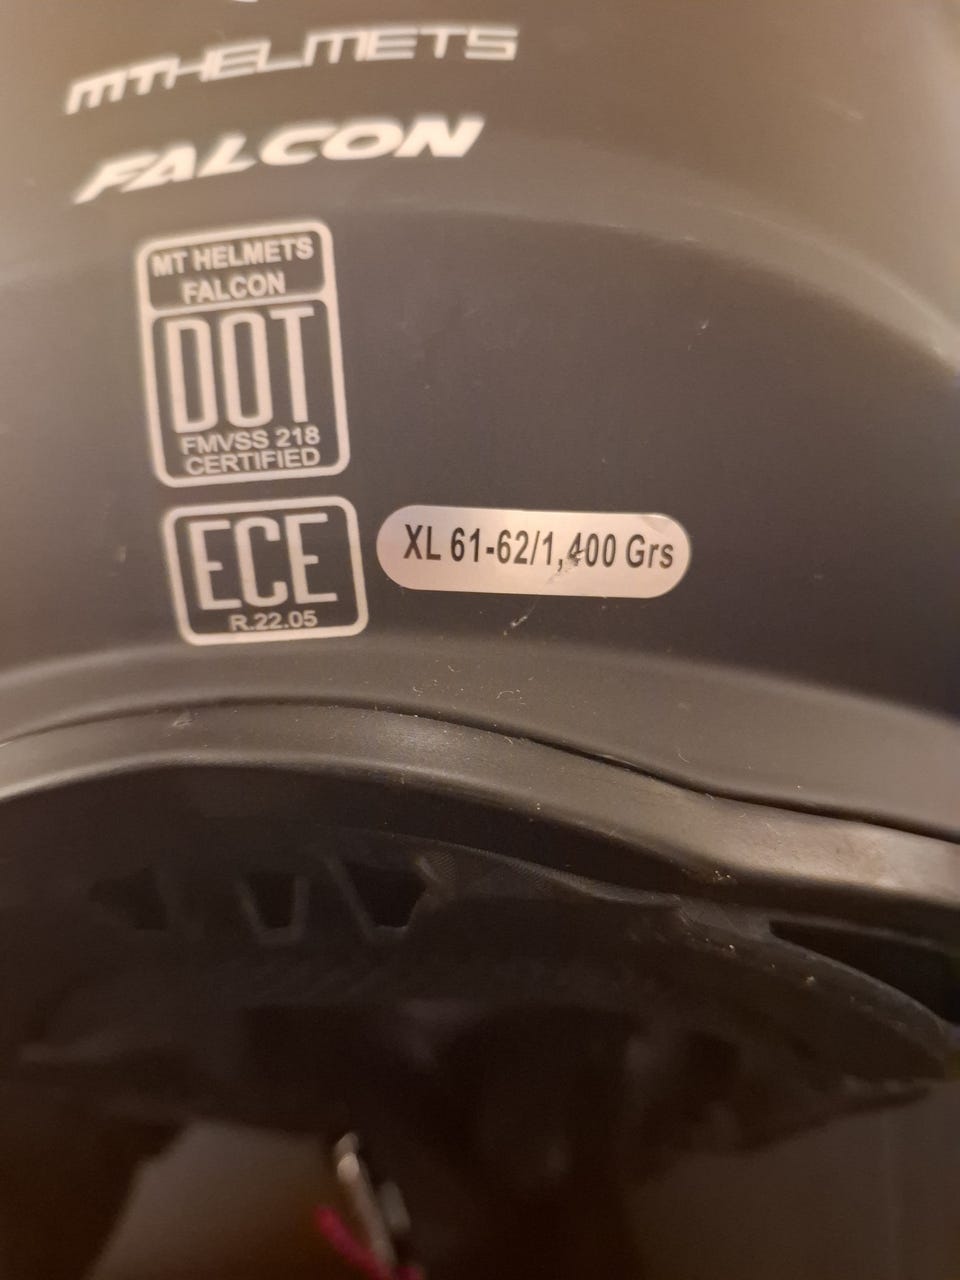 MTHELMETS
FALCON
MT HELMETS
FALCON
DOT
FMVSS 218
CERTIFIED
ECE
R.22.05
XL 61-62/1,400 Grs